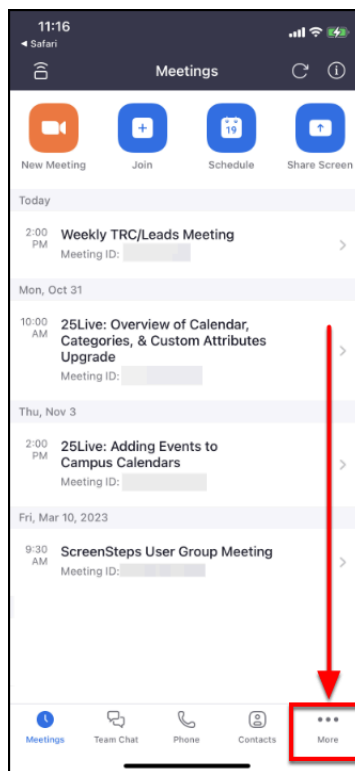 11:16
◀ Safari
Meetings
New Meeting
Join
19
Schedule
Share Screen
Today
2:00 PM
Weekly TRC/Leads Meeting
Meeting ID:
Mon, Oct 31
10:00 AM
25Live: Overview of Calendar,
Categories, & Custom Attributes
Upgrade
Meeting ID:
Thu, Nov 3
2:00 PM
25Live: Adding Events to
Campus Calendars
Meeting ID:
Fri, Mar 10, 2023
9:30 AM
ScreenSteps User Group Meeting
Meeting ID:
Meetings
Team Chat
Phone
Contacts
More